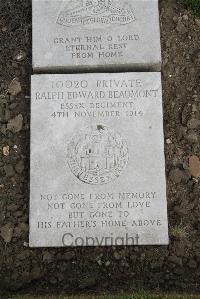 GRANT HIM O LORD
ETERNAL REST
FROM HOME
10020 PRIVATE
RALPH EDWARD BEAUMONT
ESSEX REGIMENT
4TH NOVEMBER 1914
NOT GONE FROM MEMORY
NOT GONE FROM LOVE
BUT GONE TO
HIS FATHER'S HOME ABOVE
Copyright